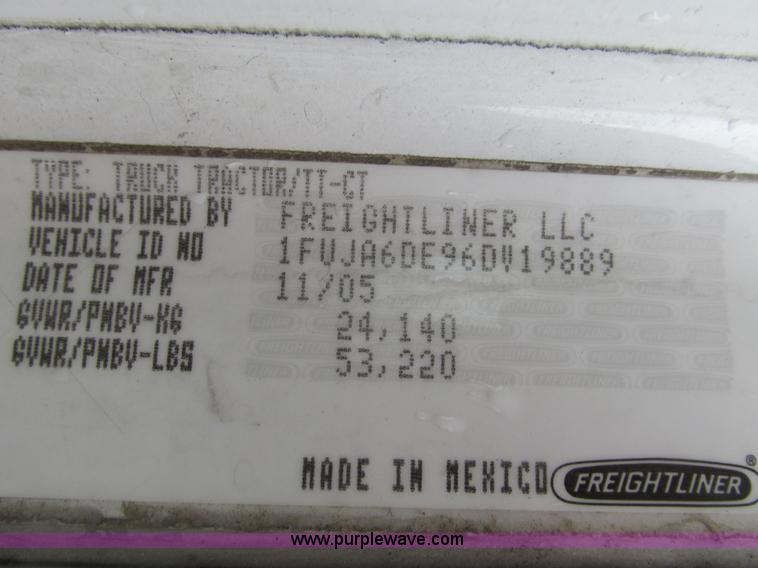 TYPE: TRUCK TRACTOR/TT-CT
MANUFACTURED BY FREIGHTLINER LLC
VEHICLE ID NO 1FUJA6DE96DV19889
DATE OF MFR 11/05
GVWR/PNBV-KG 24,140
GVWR/PNBV-LBS 53,220
MADE IN MEXICO FREIGHTLINER®
www.purplewave.com